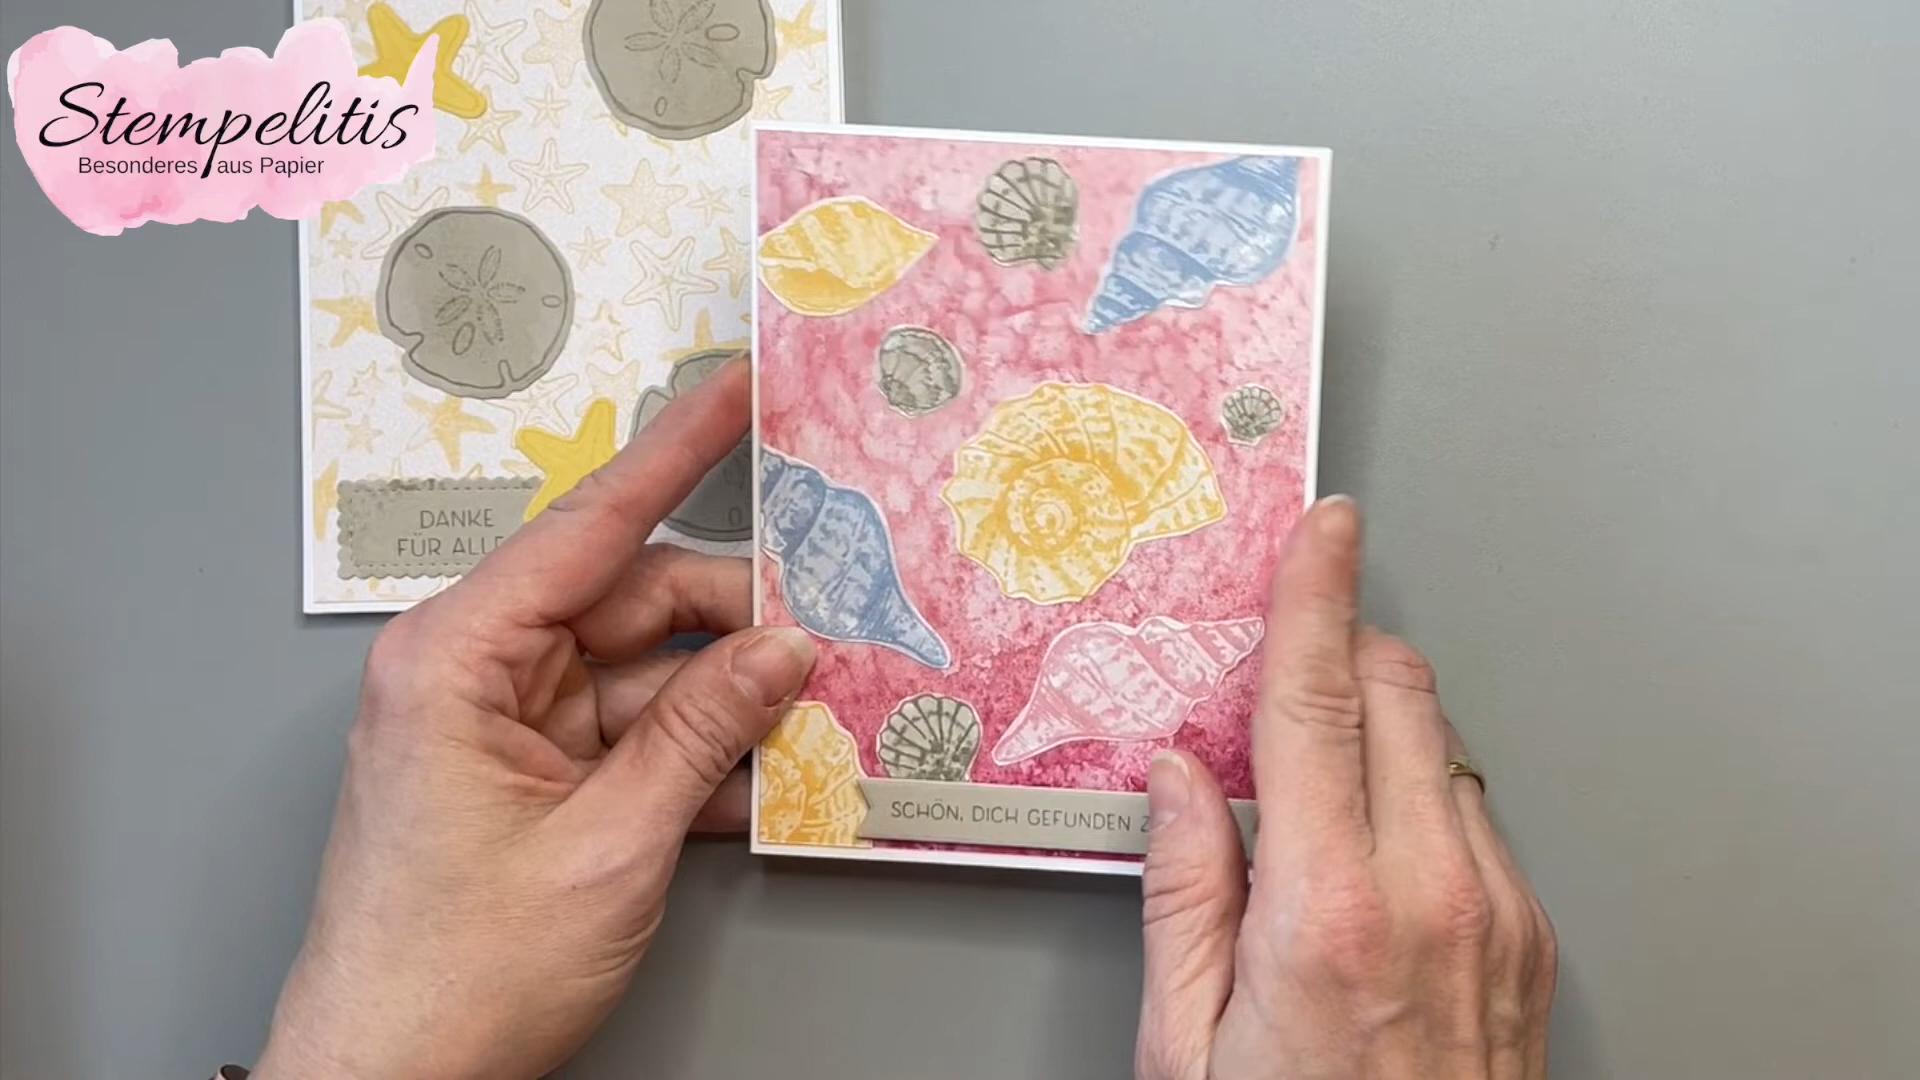 Stempelitis
Besonderes aus Papier
DANKE
FÜR ALLE
SCHÖN, DICH GEFUNDEN Z